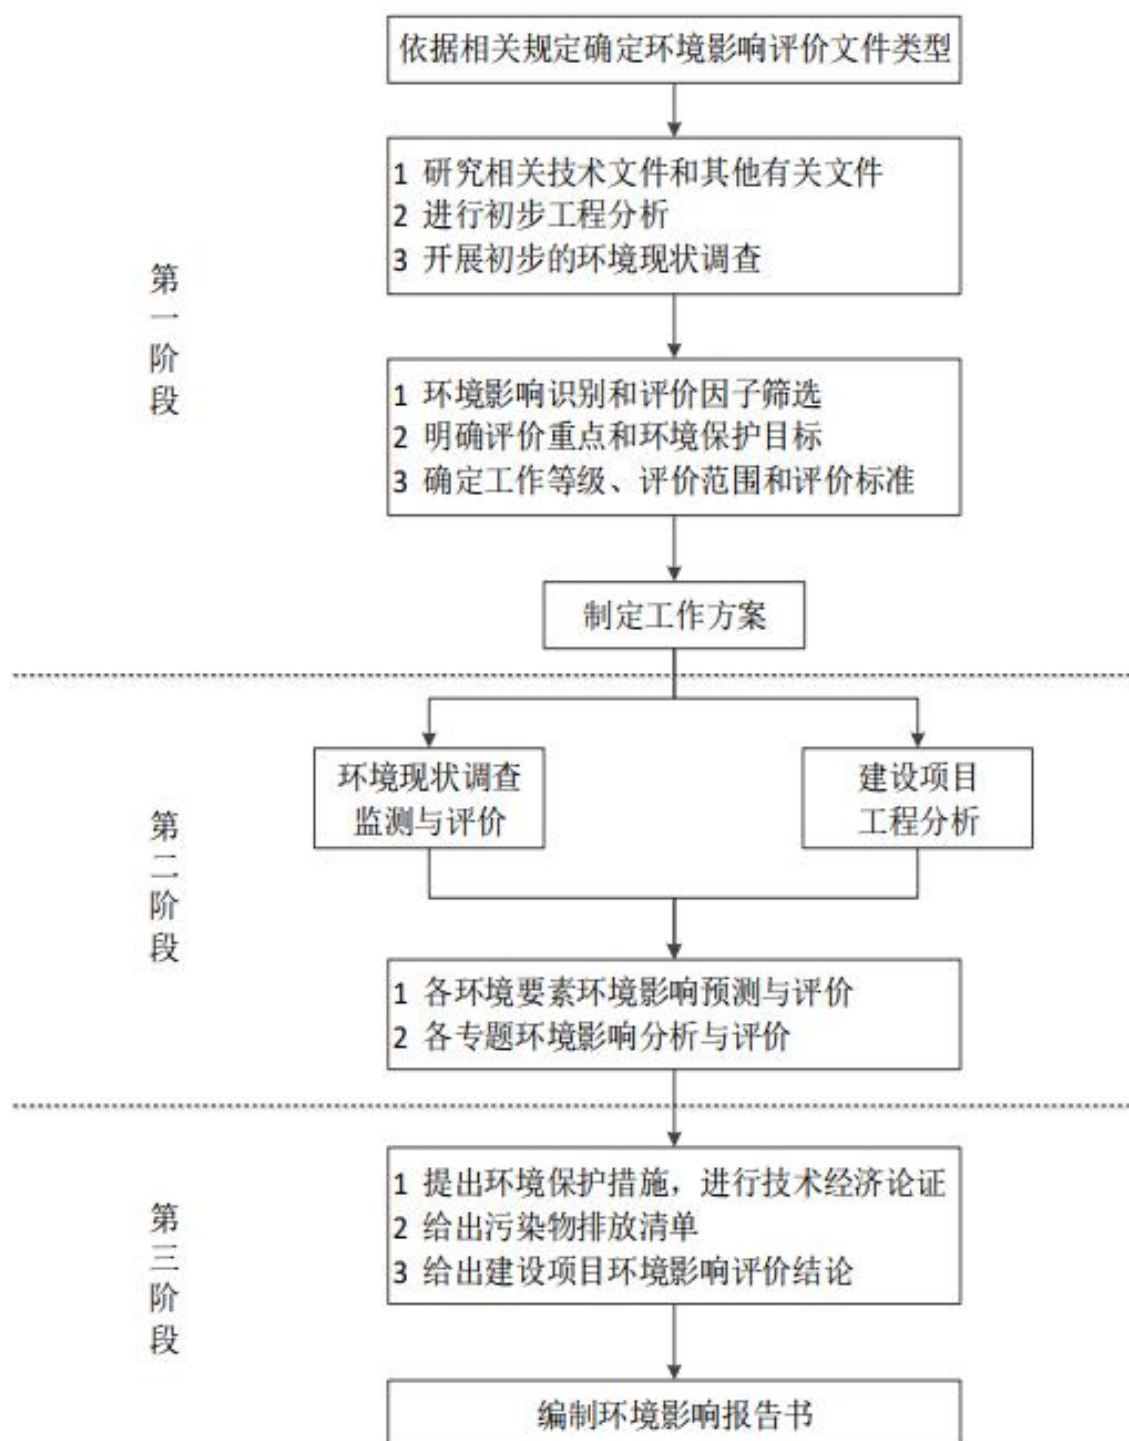 依据相关规定确定环境影响评价文件类型
1 研究相关技术文件和其他有关文件
2 进行初步工程分析
3 开展初步的环境现状调查
第一阶段
1 环境影响识别和评价因子筛选
2 明确评价重点和环境保护目标
3 确定工作等级、评价范围和评价标准
制定工作方案
环境现状调查
监测与评价
建设项目
工程分析
第二阶段
1 各环境要素环境影响预测与评价
2 各专题环境影响分析与评价
1 提出环境保护措施，进行技术经济论证
2 给出污染物排放清单
3 给出建设项目环境影响评价结论
第三阶段
编制环境影响报告书